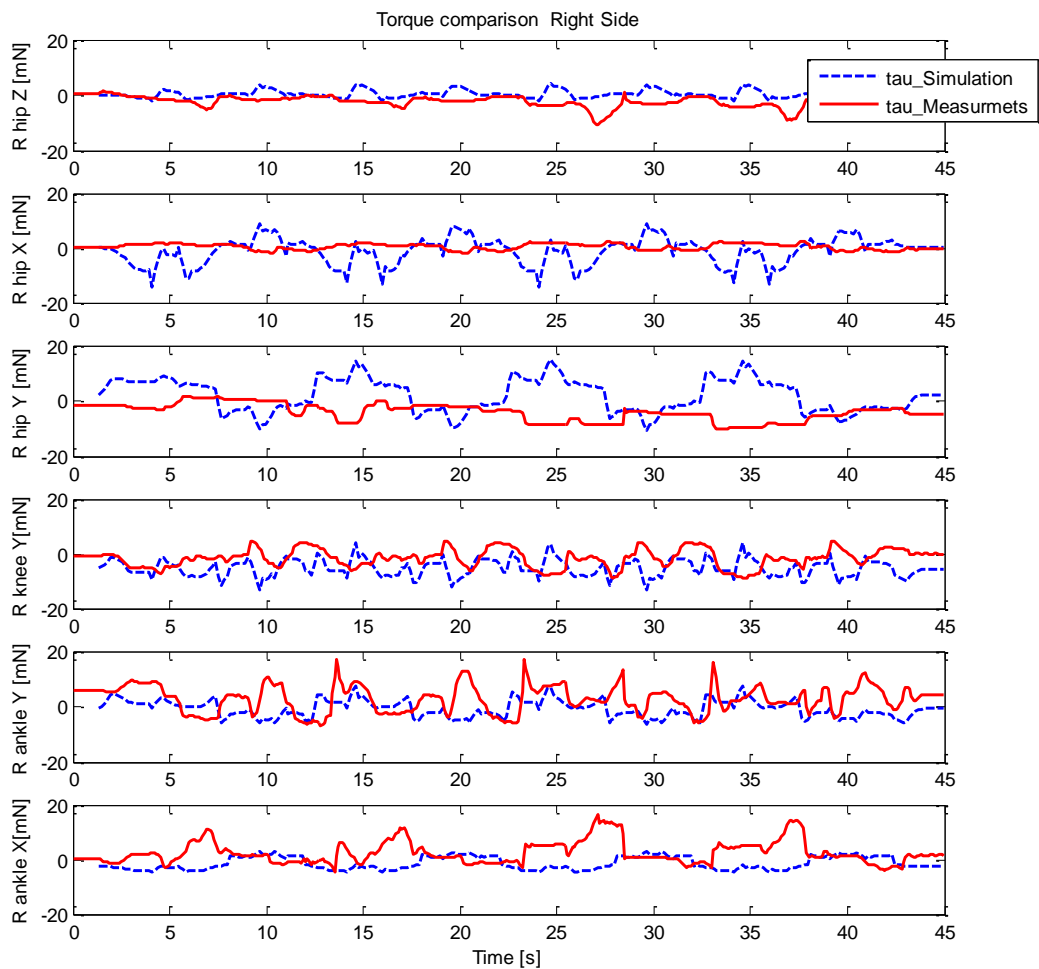 Torque comparison  Right Side
R hip Z [mN]
20
0
-20
0 5 10 15 20 25 30 35 40 45
tau_Simulation
tau_Measurmets
R hip X [mN]
20
0
-20
0 5 10 15 20 25 30 35 40 45
R hip Y [mN]
20
0
-20
0 5 10 15 20 25 30 35 40 45
R knee Y[mN]
20
0
-20
0 5 10 15 20 25 30 35 40 45
R ankle Y [mN]
20
0
-20
0 5 10 15 20 25 30 35 40 45
R ankle X[mN]
20
0
-20
0 5 10 15 20 25 30 35 40 45
Time [s]